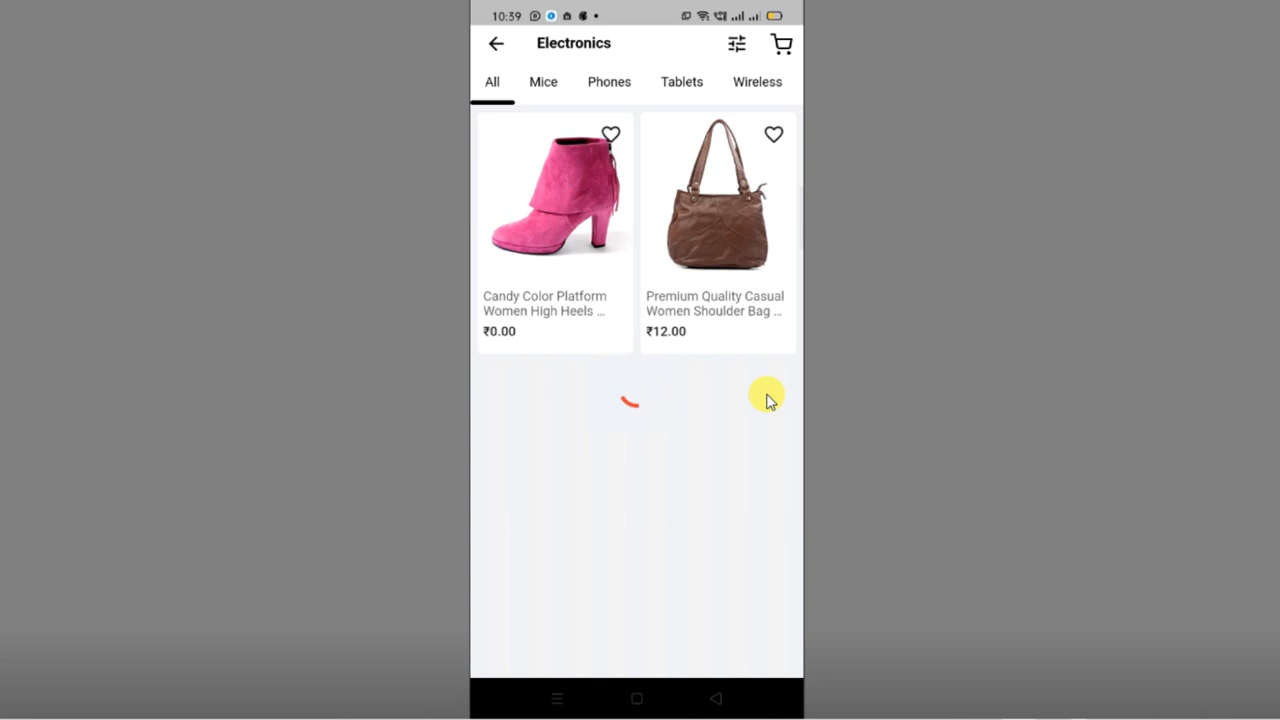 10:39
Electronics
All Mice Phones Tablets Wireless
Candy Color Platform
Women High Heels ...
₹0.00
Premium Quality Casual
Women Shoulder Bag ...
₹12.00